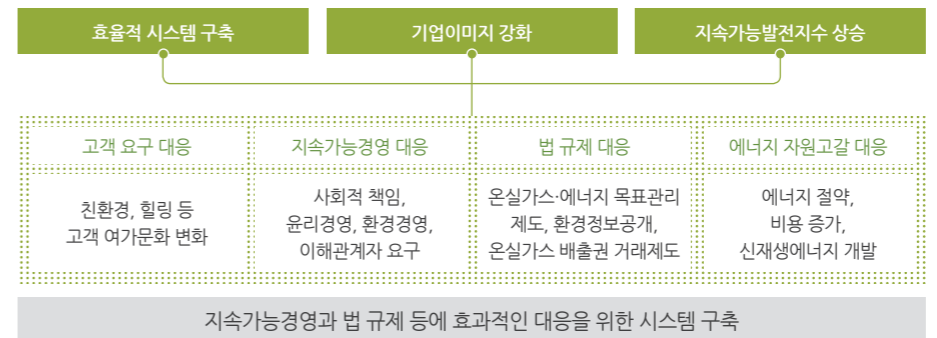 효율적 시스템 구축
기업이미지 강화
지속가능발전지수 상승
고객 요구 대응
친환경, 힐링 등
고객 여가문화 변화
지속가능경영 대응
사회적 책임,
윤리경영, 환경경영,
이해관계자 요구
법 규제 대응
온실가스·에너지 목표관리
제도, 환경정보공개,
온실가스 배출권 거래제도
에너지 자원고갈 대응
에너지 절약,
비용 증가,
신재생에너지 개발
지속가능경영과 법 규제 등에 효과적인 대응을 위한 시스템 구축